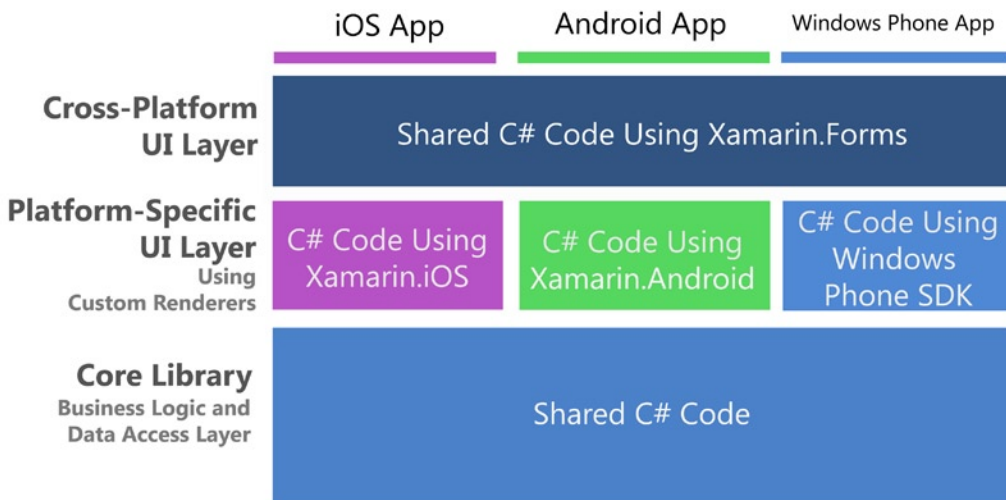 iOS App
Android App
Windows Phone App
Cross-Platform
UI Layer
Shared C# Code Using Xamarin.Forms
Platform-Specific
UI Layer
Using
Custom Renderers
C# Code Using
Xamarin.iOS
C# Code Using
Xamarin.Android
C# Code Using
Windows
Phone SDK
Core Library
Business Logic and
Data Access Layer
Shared C# Code